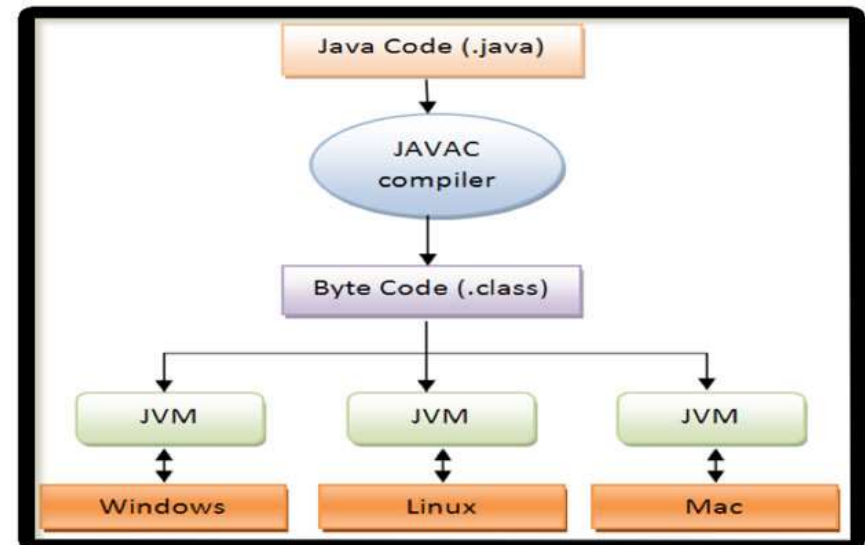 Java Code (.java)
JAVAC
compiler
Byte Code (.class)
JVM
JVM
JVM
Windows
Linux
Mac